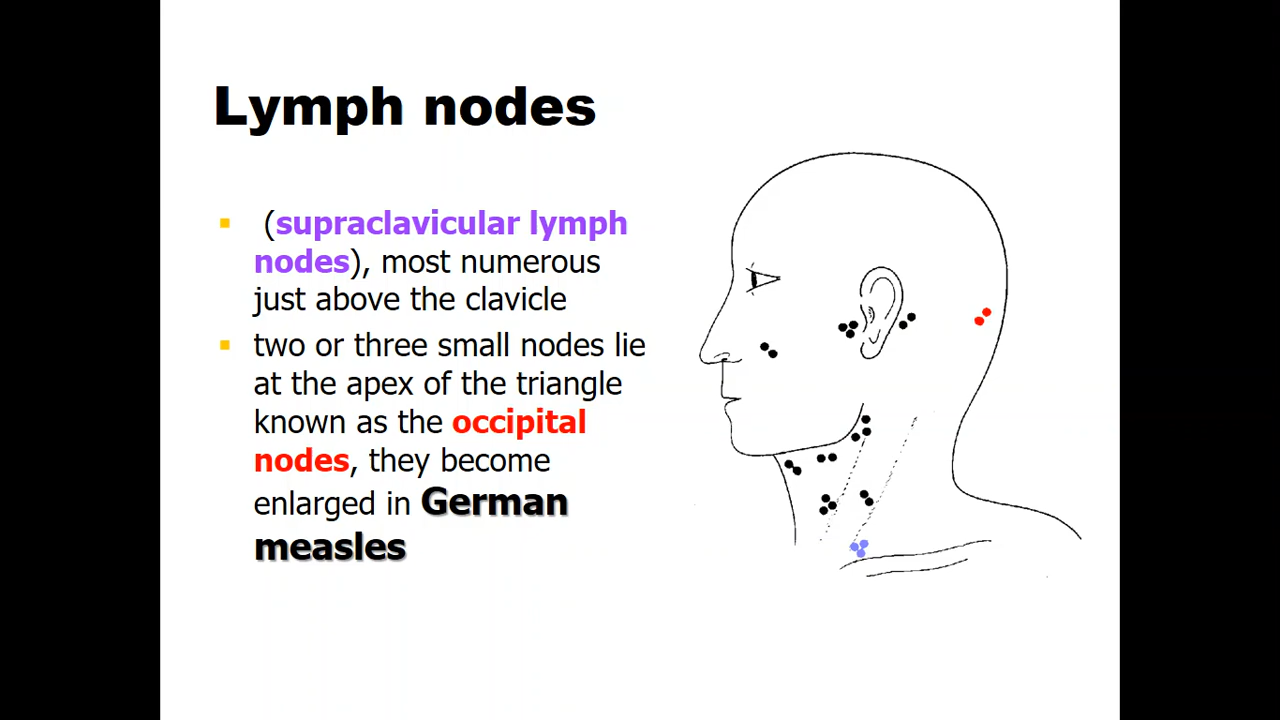 Lymph nodes
(supraclavicular lymph
nodes), most numerous
just above the clavicle
two or three small nodes lie
at the apex of the triangle
known as the occipital
nodes, they become
enlarged in German
measles